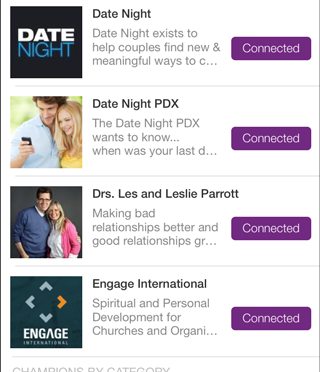 Date Night
DATE
NIGHT
Date Night exists to
help couples find new &
meaningful ways to c…
Connected
Date Night PDX
The Date Night PDX
wants to know...
when was your last d…
Connected
Drs. Les and Leslie Parrott
Making bad
relationships better and
good relationships gr…
Connected
Engage International
Spiritual and Personal
Development for
Churches and Organi…
Connected
ENGAGE
INTERNATIONAL
CHAMPIONS BY CATEGORY